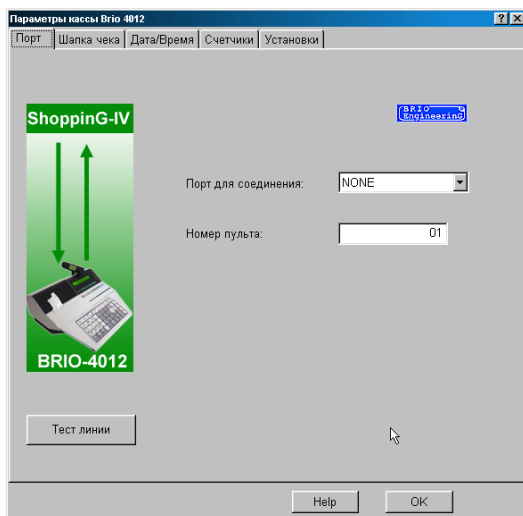 Параметры кассы Brio 4012
Порт Шапка чека Дата/Время Счетчики Установки
BRIO
EngineerinG
ShoppinG-IV
Порт для соединения: NONE
Номер пульта: 01
BRIO-4012
Тест линии
Help OK